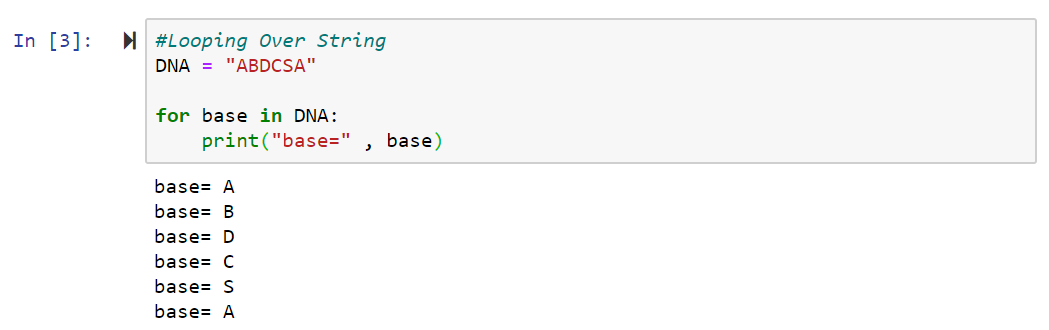 In [3]:
#Looping Over String
DNA = "ABDCSA"
for base in DNA:
    print("base=" , base)
base= A
base= B
base= D
base= C
base= S
base= A